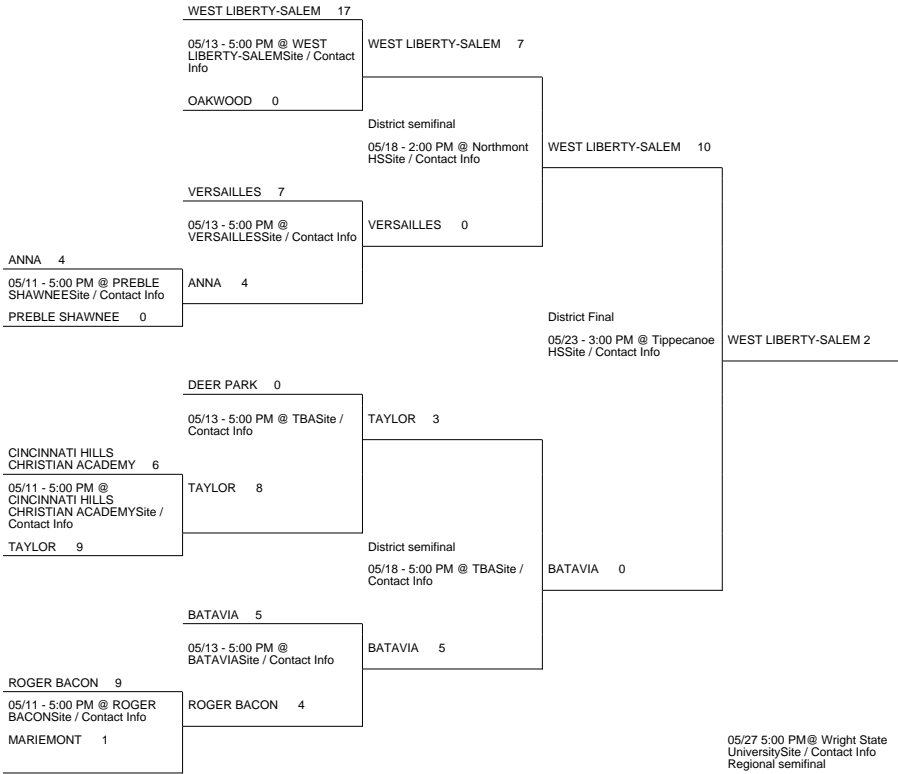 WEST LIBERTY-SALEM 17
05/13 - 5:00 PM @ WEST
LIBERTY-SALEMSite / Contact
Info
OAKWOOD 0
WEST LIBERTY-SALEM 7
District semifinal
05/18 - 2:00 PM @ Northmont
HSSite / Contact Info
WEST LIBERTY-SALEM 10
VERSAILLES 7
05/13 - 5:00 PM @
VERSAILLESSite / Contact Info
VERSAILLES 0
ANNA 4
05/11 - 5:00 PM @ PREBLE
SHAWNEESite / Contact Info
PREBLE SHAWNEE 0
ANNA 4
District Final
05/23 - 3:00 PM @ Tippecanoe
HSSite / Contact Info
WEST LIBERTY-SALEM 2
DEER PARK 0
05/13 - 5:00 PM @ TBASite /
Contact Info
TAYLOR 3
CINCINNATI HILLS
CHRISTIAN ACADEMY 6
05/11 - 5:00 PM @
CINCINNATI HILLS
CHRISTIAN ACADEMYSite /
Contact Info
TAYLOR 9
TAYLOR 8
District semifinal
05/18 - 5:00 PM @ TBASite /
Contact Info
BATAVIA 0
BATAVIA 5
05/13 - 5:00 PM @
BATAVIASite / Contact Info
BATAVIA 5
ROGER BACON 9
05/11 - 5:00 PM @ ROGER
BACONSite / Contact Info
MARIEMONT 1
ROGER BACON 4
05/27 5:00 PM@ Wright State
UniversitySite / Contact Info
Regional semifinal